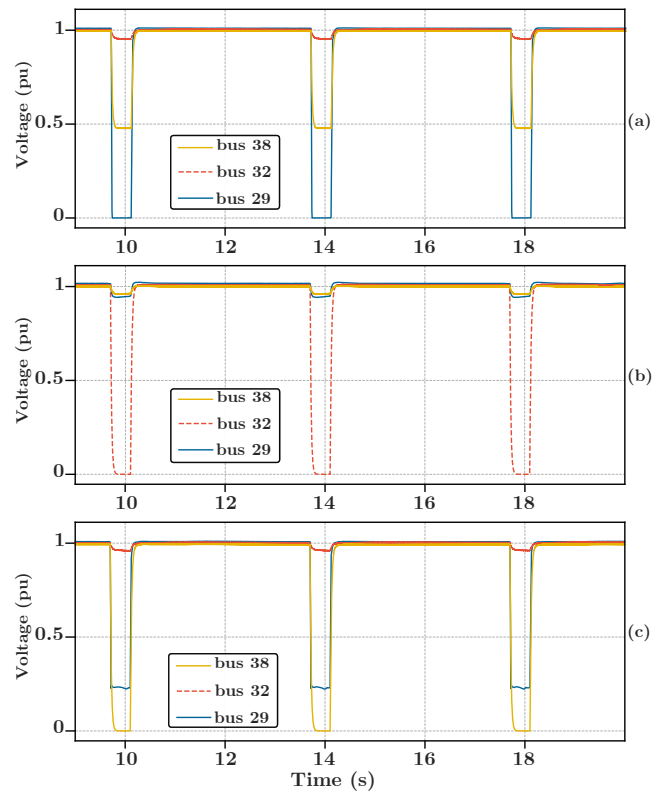 1
0.5
0
Voltage (pu)
bus 38
bus 32
bus 29
(a)
10 12 14 16 18
1
0.5
0
Voltage (pu)
bus 38
bus 32
bus 29
(b)
10 12 14 16 18
1
0.5
0
Voltage (pu)
bus 38
bus 32
bus 29
(c)
10 12 14 16 18
Time (s)